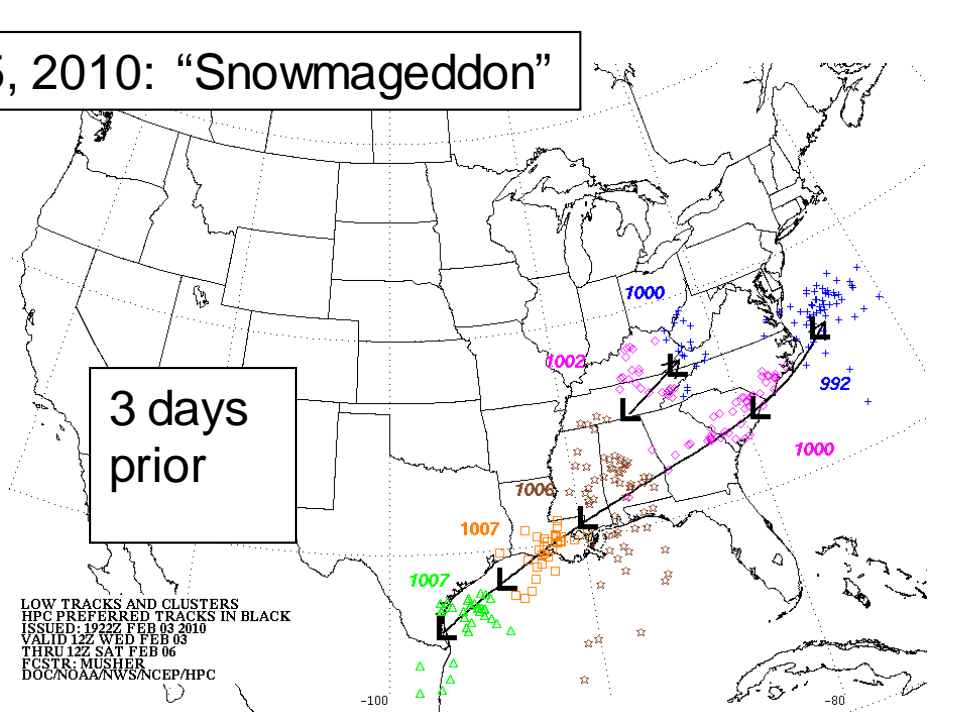 , 2010: “Snowmageddon”
3 days
prior
1000
1002
992
1000
1006
1007
1007
L
L
L
L
L
L
L
LOW TRACKS AND CLUSTERS
HPC PREFERRED TRACKS IN BLACK
ISSUED: 1922Z FEB 03 2010
VALID 12Z WED FEB 03
THRU 12Z SAT FEB 06
FCSTR: MUSHER
DOC/NOAA/NWS/NCEP/HPC
-100
-80